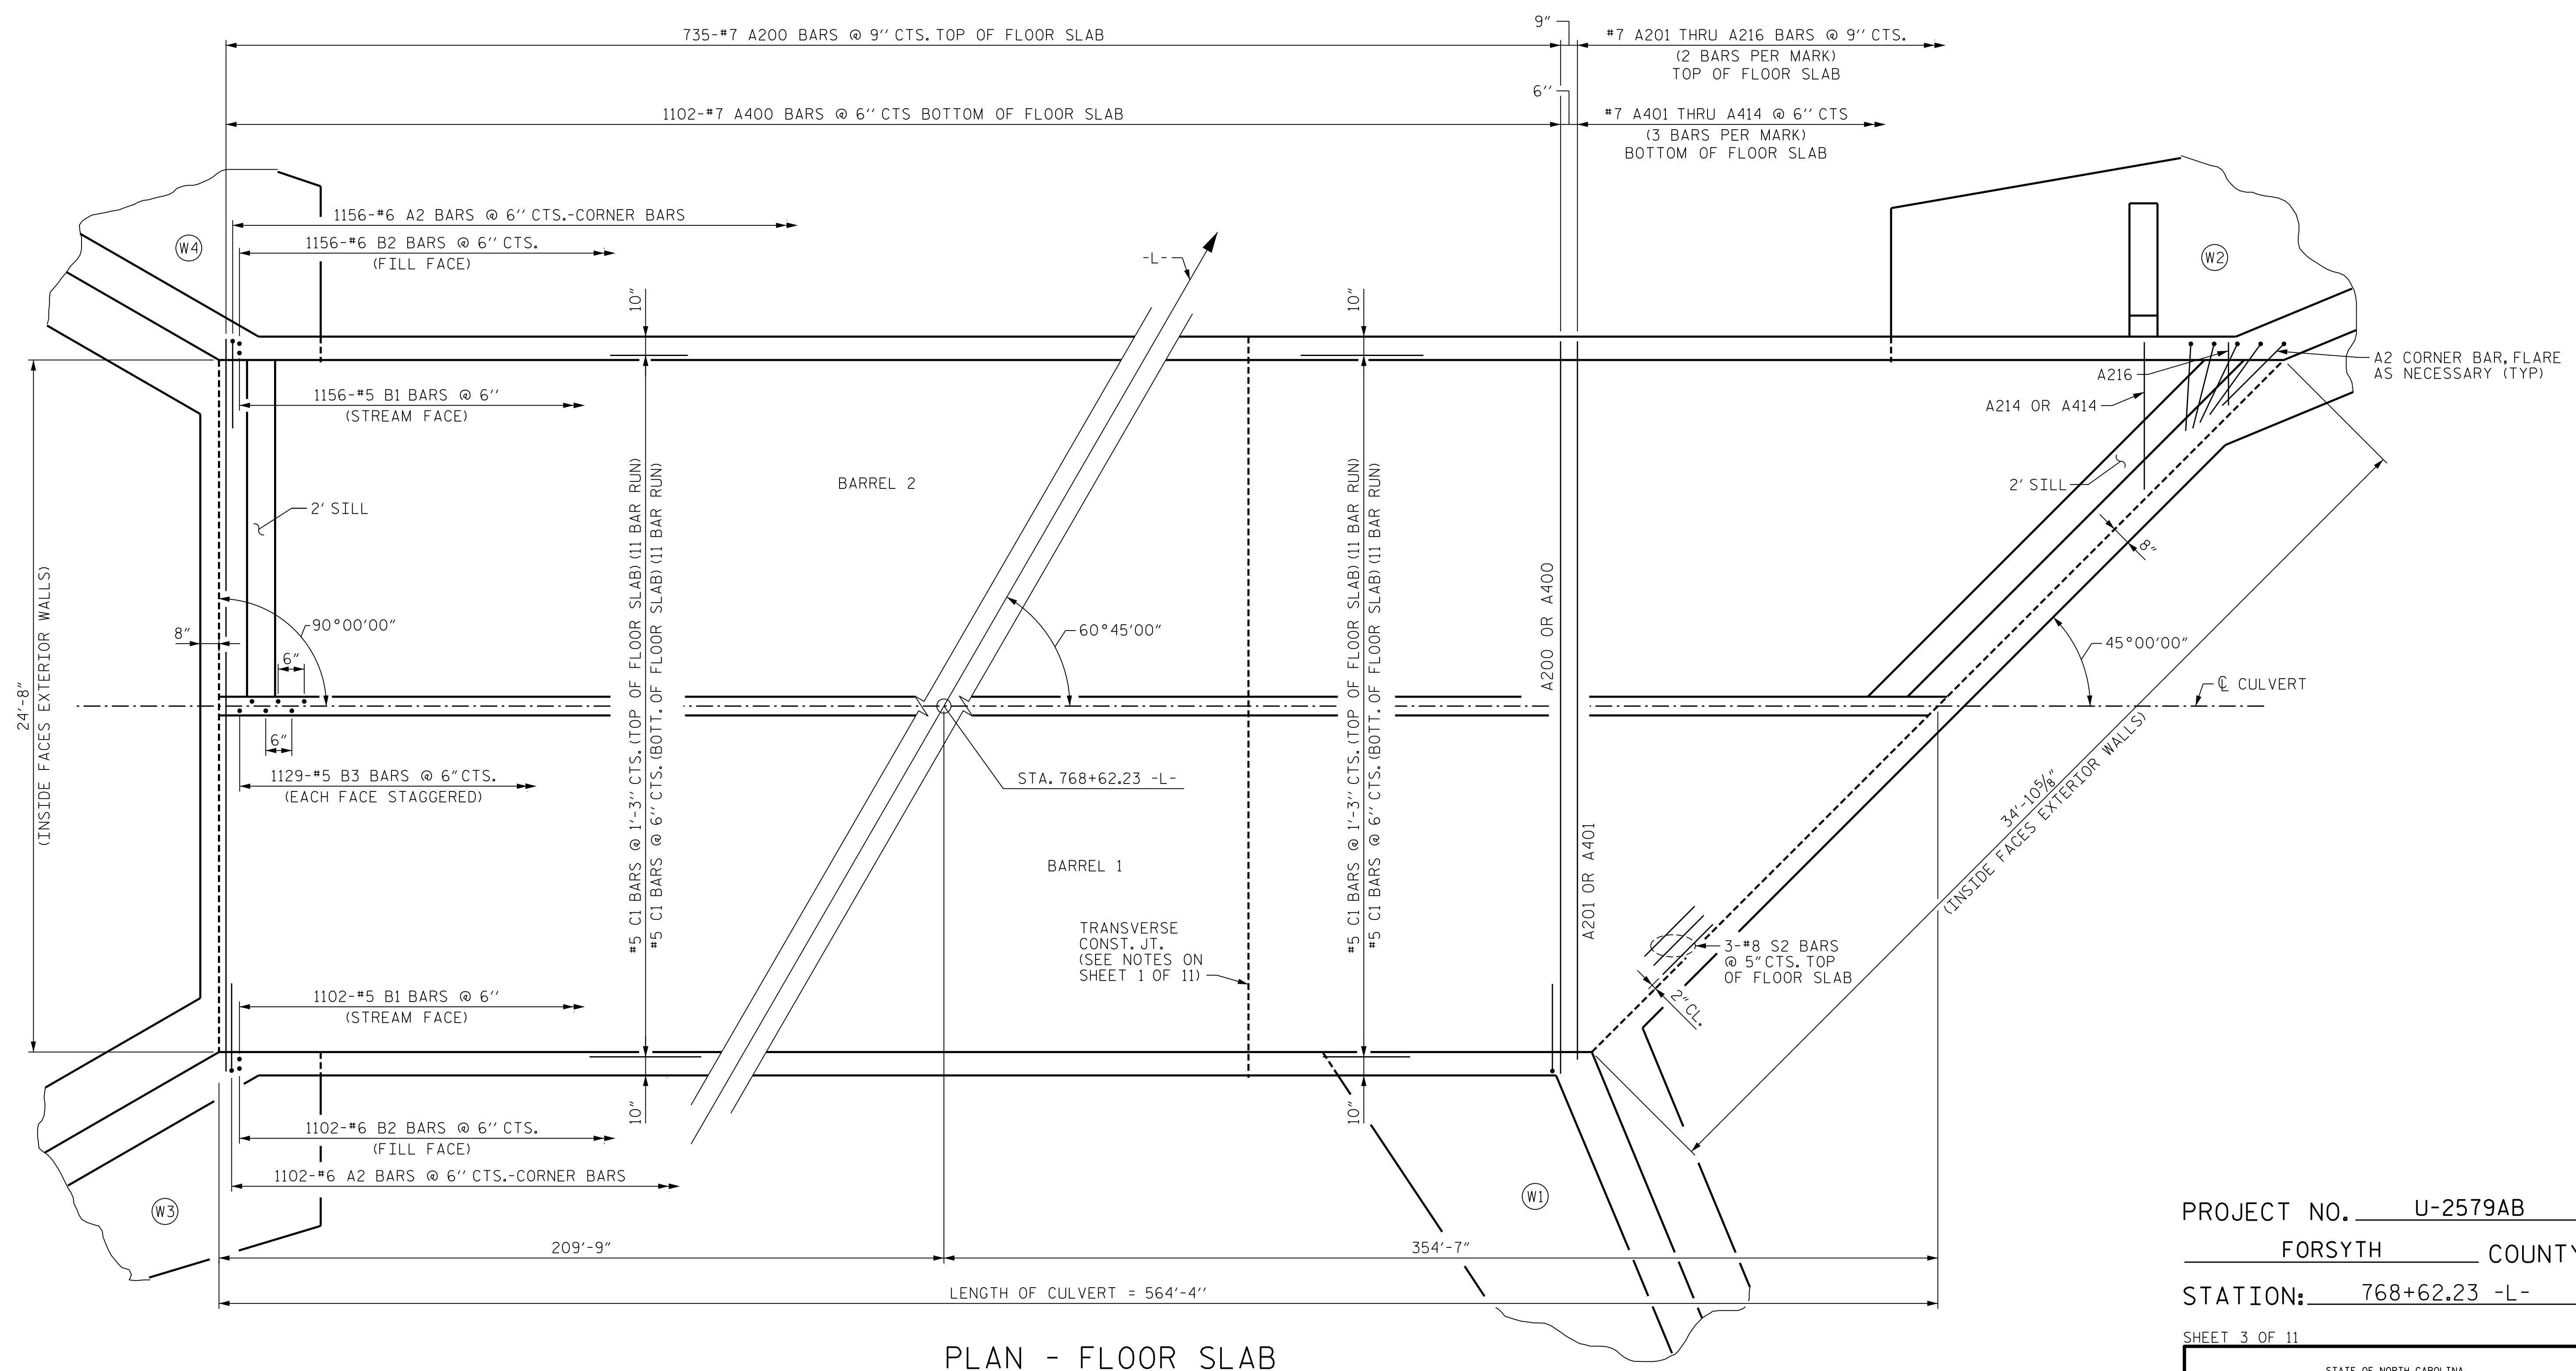 735-#7 A200 BARS @ 9" CTS. TOP OF FLOOR SLAB
9"
#7 A201 THRU A216 BARS @ 9" CTS.
(2 BARS PER MARK)
TOP OF FLOOR SLAB
1102-#7 A400 BARS @ 6" CTS BOTTOM OF FLOOR SLAB
6"
#7 A401 THRU A414 @ 6" CTS
(3 BARS PER MARK)
BOTTOM OF FLOOR SLAB
1156-#6 A2 BARS @ 6" CTS.-CORNER BARS
W4
1156-#6 B2 BARS @ 6" CTS.
(FILL FACE)
-L-
W2
10"
10"
A2 CORNER BAR, FLARE
AS NECESSARY (TYP)
A216
1156-#5 B1 BARS @ 6"
(STREAM FACE)
A214 OR A414
BARREL 2
2' SILL
2' SILL
8"
#5 C1 BARS @ 1'-3" CTS. (TOP OF FLOOR SLAB) (11 BAR RUN)
#5 C1 BARS @ 6" CTS. (BOTT. OF FLOOR SLAB) (11 BAR RUN)
#5 C1 BARS @ 1'-3" CTS. (TOP OF FLOOR SLAB) (11 BAR RUN)
#5 C1 BARS @ 6" CTS. (BOTT. OF FLOOR SLAB) (11 BAR RUN)
A200 OR A400
A201 OR A401
90°00'00"
8"
60°45'00"
45°00'00"
6"
24'-8"
(INSIDE FACES EXTERIOR WALLS)
℄ CULVERT
6"
1129-#5 B3 BARS @ 6" CTS.
(EACH FACE STAGGERED)
STA. 768+62.23 -L-
34'-10⅝"
(INSIDE FACES EXTERIOR WALLS)
BARREL 1
TRANSVERSE
CONST. JT.
(SEE NOTES ON
SHEET 1 OF 11)
3-#8 S2 BARS
@ 5" CTS. TOP
OF FLOOR SLAB
2" CL.
1102-#5 B1 BARS @ 6"
(STREAM FACE)
10"
10"
1102-#6 B2 BARS @ 6" CTS.
(FILL FACE)
1102-#6 A2 BARS @ 6" CTS.-CORNER BARS
W3
W1
209'-9"
354'-7"
LENGTH OF CULVERT = 564'-4"
PLAN - FLOOR SLAB
PROJECT NO. U-2579AB
FORSYTH COUNTY
STATION: 768+62.23 -L-
SHEET 3 OF 11
STATE OF NORTH CAROLINA